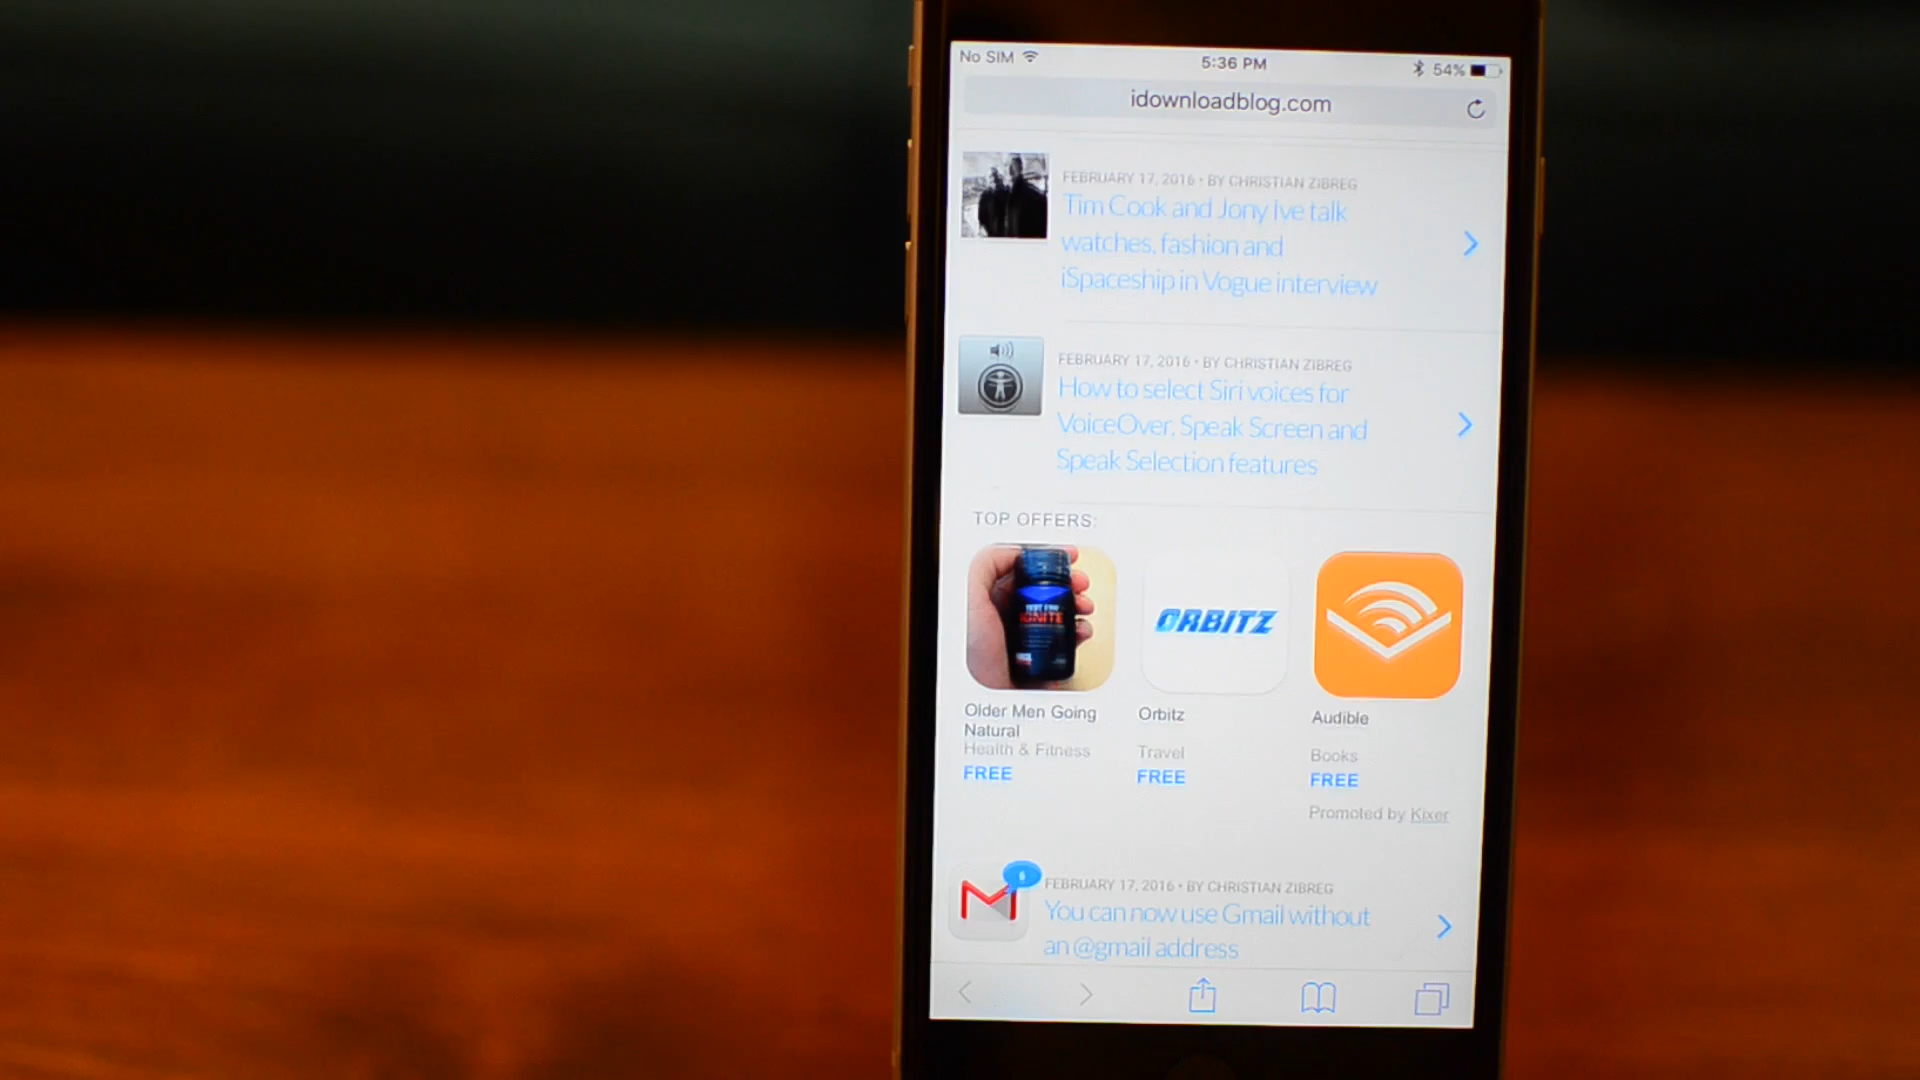 No SIM
5:36 PM
54%
idownloadblog.com
FEBRUARY 17, 2016 • BY CHRISTIAN ZIBREG
Tim Cook and Jony Ive talk
watches, fashion and
iSpaceship in Vogue interview
FEBRUARY 17, 2016 • BY CHRISTIAN ZIBREG
How to select Siri voices for
VoiceOver, Speak Screen and
Speak Selection features
TOP OFFERS:
IGNITE
ORBITZ
Older Men Going
Natural
Health & Fitness
FREE
Orbitz
Travel
FREE
Audible
Books
FREE
Promoted by Kixer
FEBRUARY 17, 2016 • BY CHRISTIAN ZIBREG
You can now use Gmail without
an @gmail address